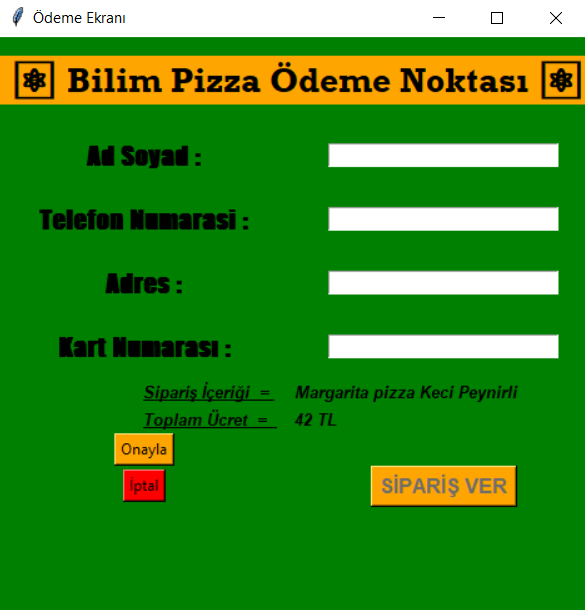 Ödeme Ekranı
Bilim Pizza Ödeme Noktası
Ad Soyad :
Telefon Numarasi :
Adres :
Kart Numarası :
Sipariş İçeriği = Margarita pizza Keci Peynirli
Toplam Ücret = 42 TL
Onayla
İptal
SİPARİŞ VER